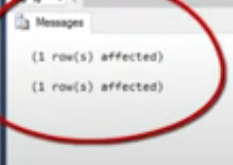 Messages
(1 row(s) affected)
(1 row(s) affected)